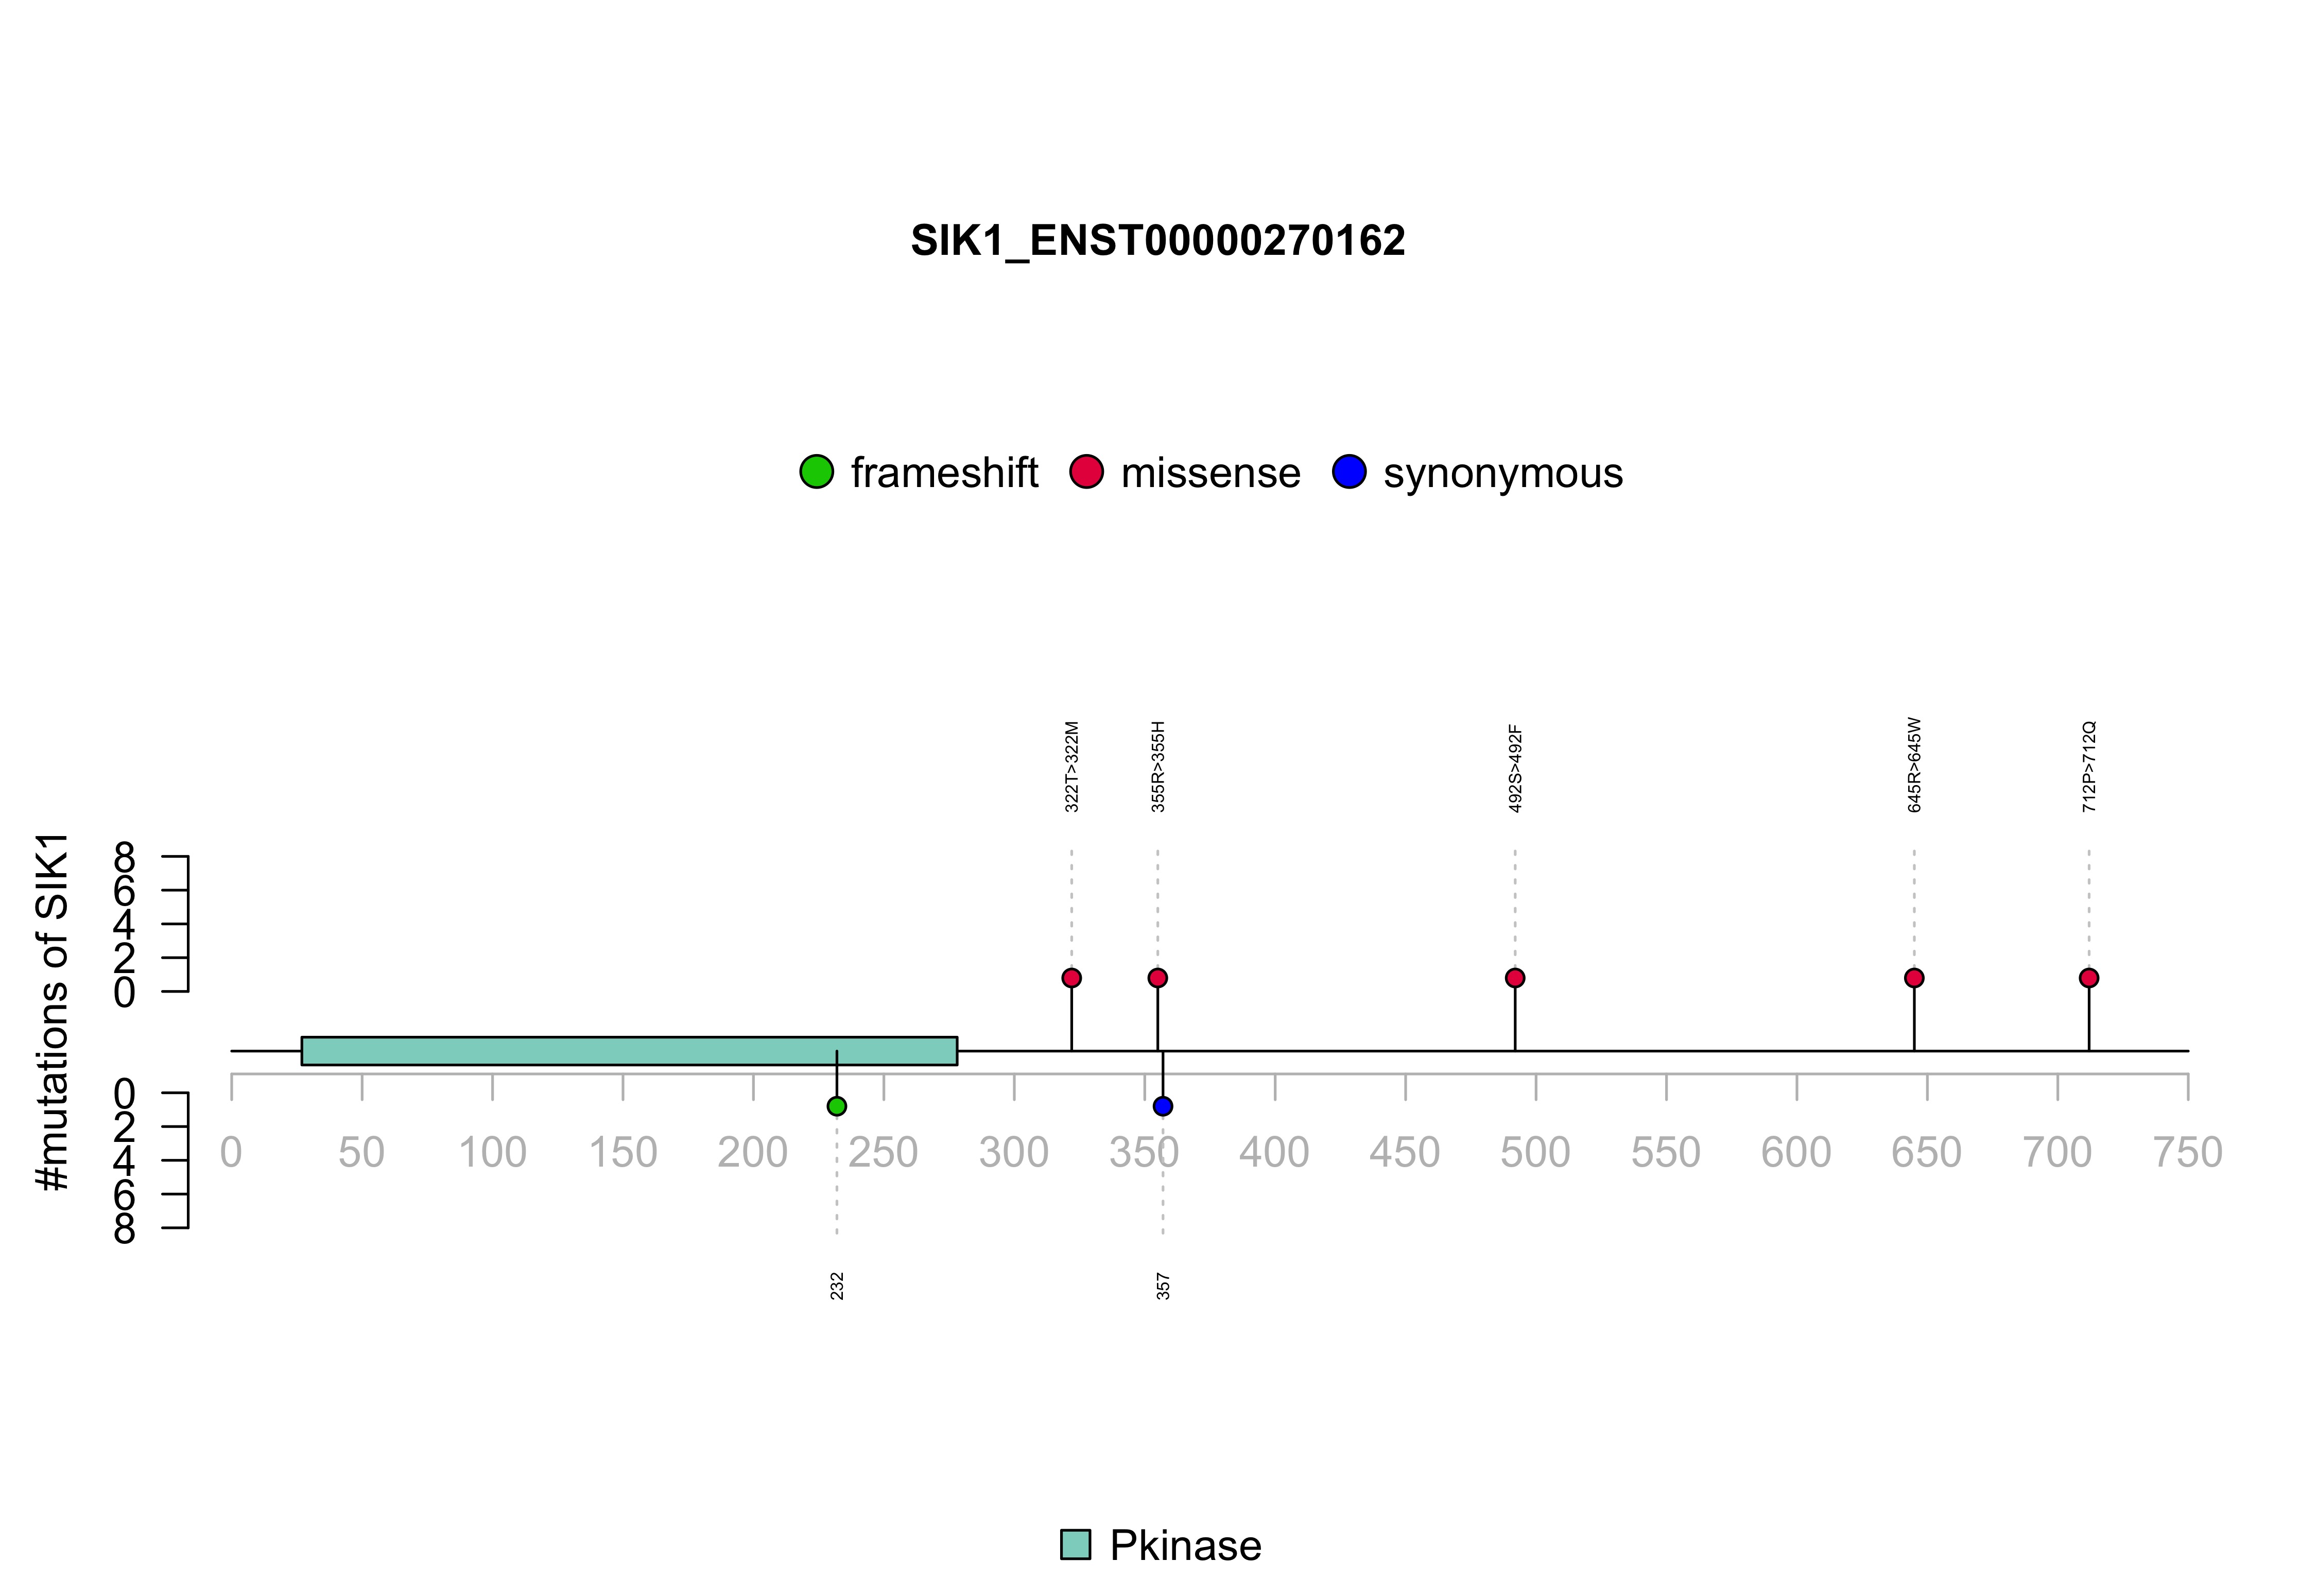 SIK1_ENST00000270162
frameshift missense synonymous
322T>322M 355R>355H 492S>492F 645R>645W 712P>712Q
#mutations of SIK1
8
6
4
2
0
0
2
4
6
8
0 50 100 150 200 250 300 350 400 450 500 550 600 650 700 750
232 357
Pkinase